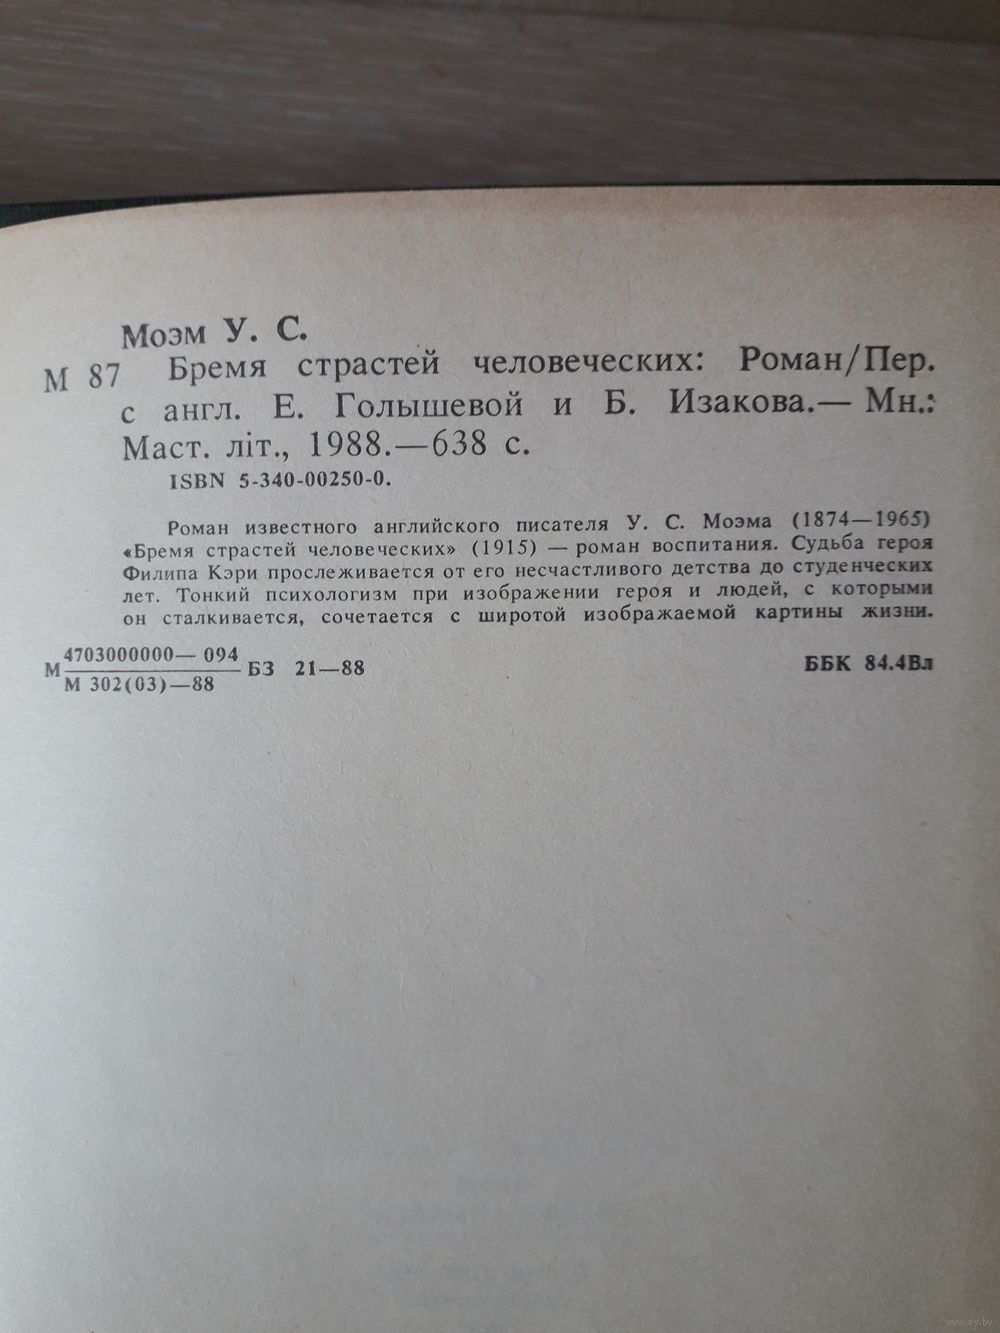 Моэм У. С.
М 87 Бремя страстей человеческих: Роман/Пер.
с англ. Е. Голышевой и Б. Изакова.— Мн.:
Маст. літ., 1988.—638 с.
ISBN 5-340-00250-0.
Роман известного английского писателя У. С. Моэма (1874—1965)
«Бремя страстей человеческих» (1915) — роман воспитания. Судьба героя
Филипа Кэри прослеживается от его несчастливого детства до студенческих
лет. Тонкий психологизм при изображении героя и людей, с которыми
он сталкивается, сочетается с широтой изображаемой картины жизни.
4703000000— 094
М БЗ 21—88 ББК 84.4Вл
М 302(03)—88
www.ay.by